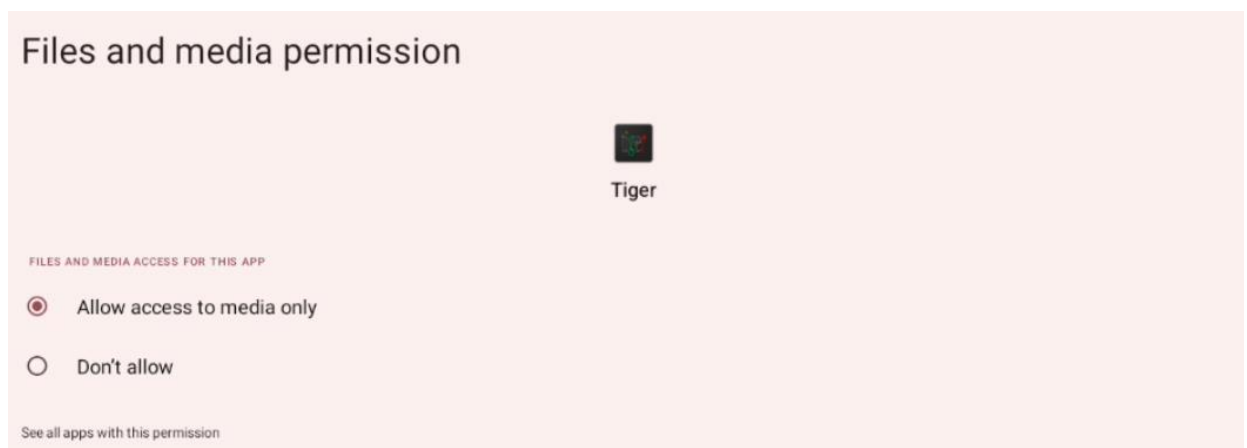 Files and media permission
Tiger
FILES AND MEDIA ACCESS FOR THIS APP
Allow access to media only
Don't allow
See all apps with this permission